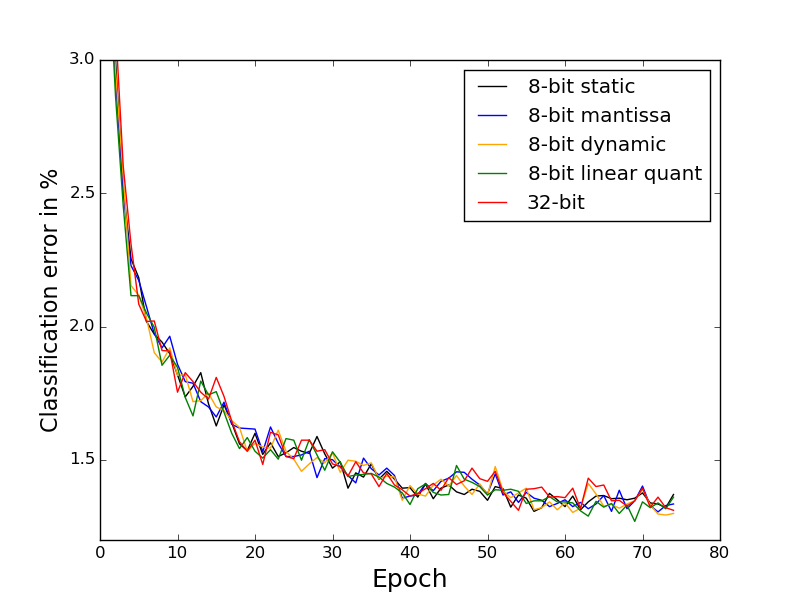 3.0
2.5
2.0
1.5
0
10
20
30
40
50
60
70
80
Classification error in %
Epoch
8-bit static
8-bit mantissa
8-bit dynamic
8-bit linear quant
32-bit